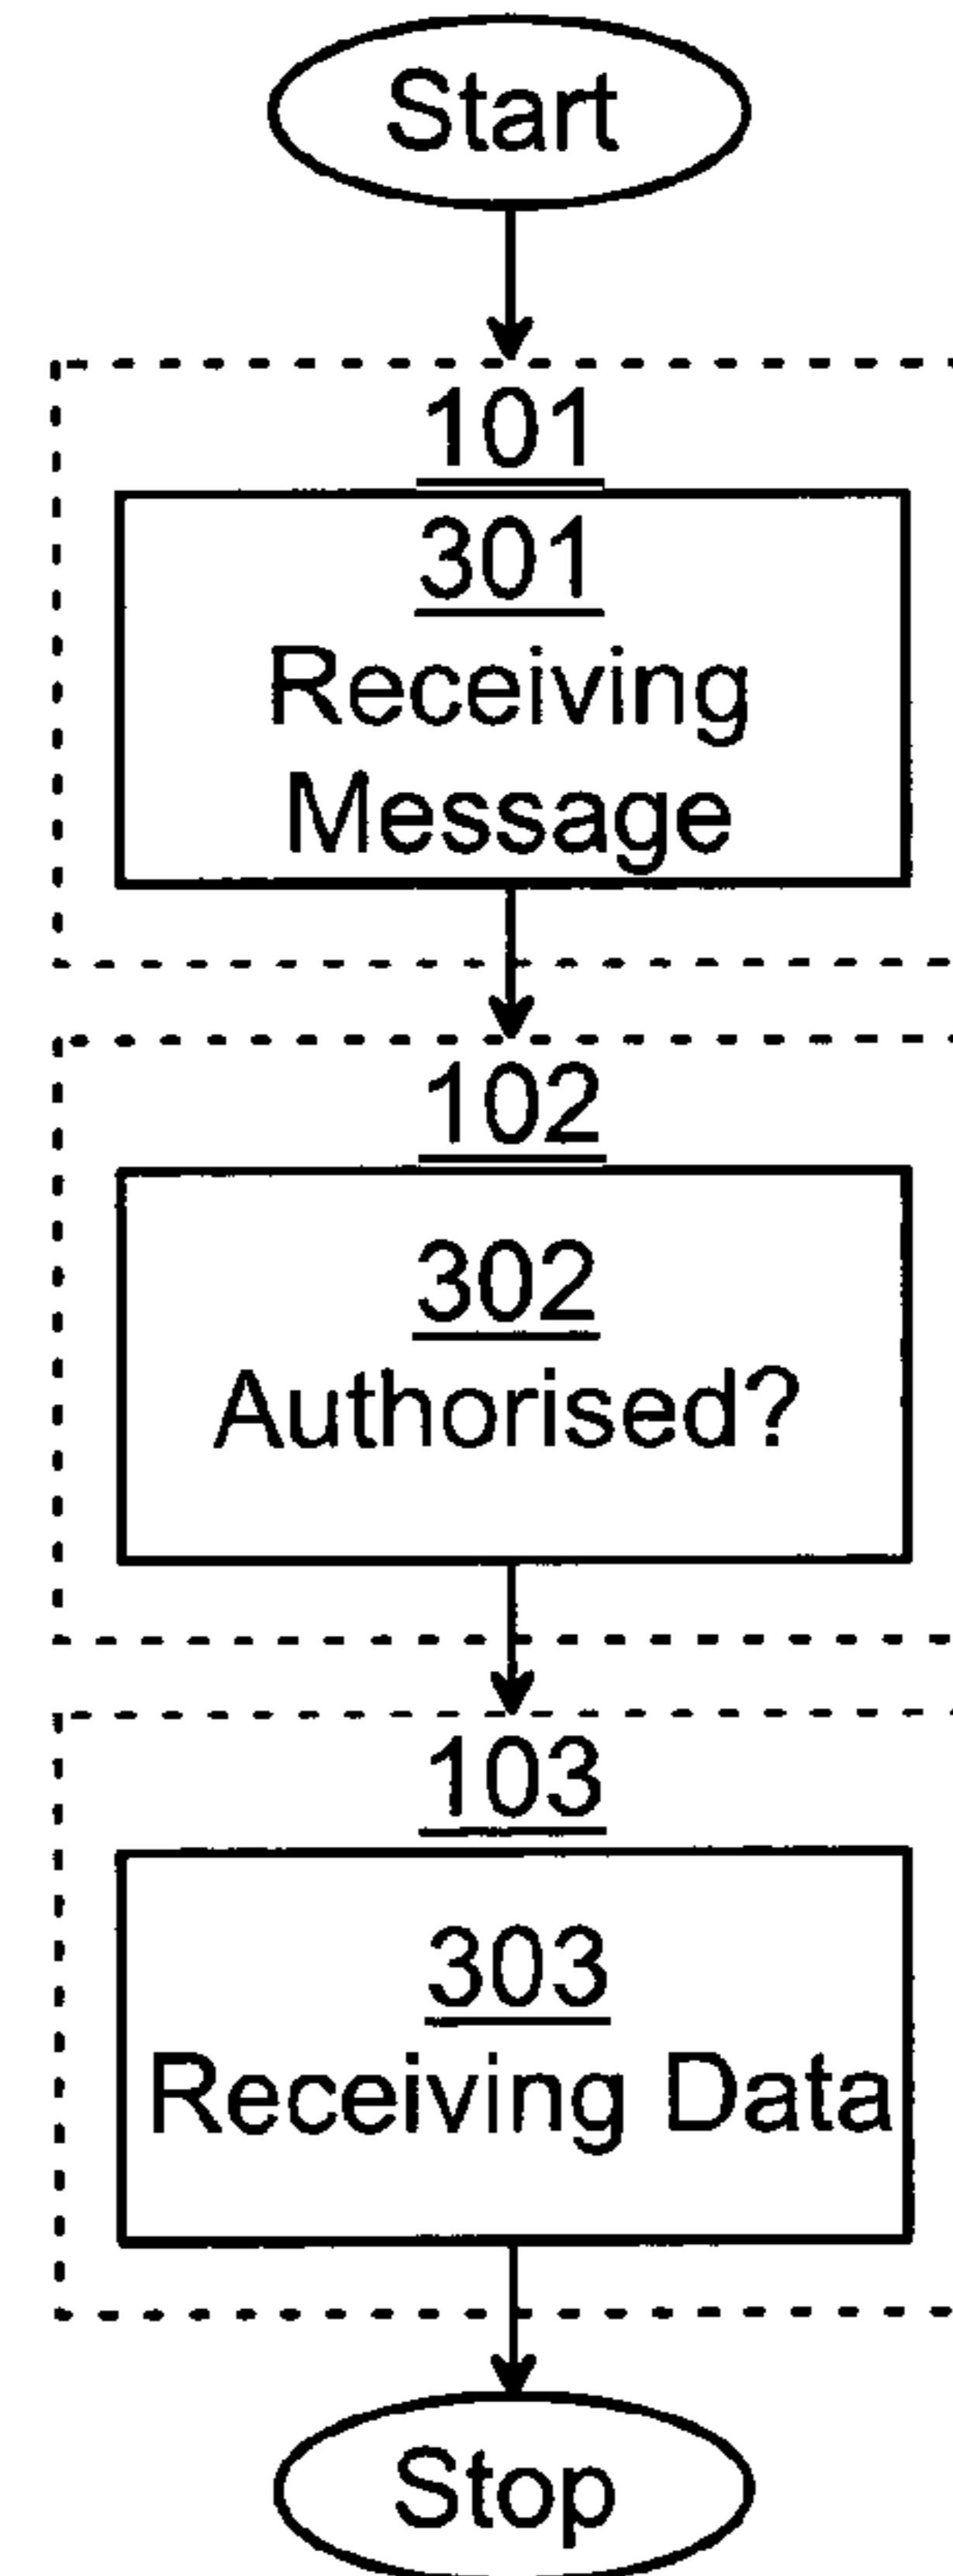 Start
101
301
Receiving
Message
102
302
Authorised?
103
303
Receiving Data
Stop